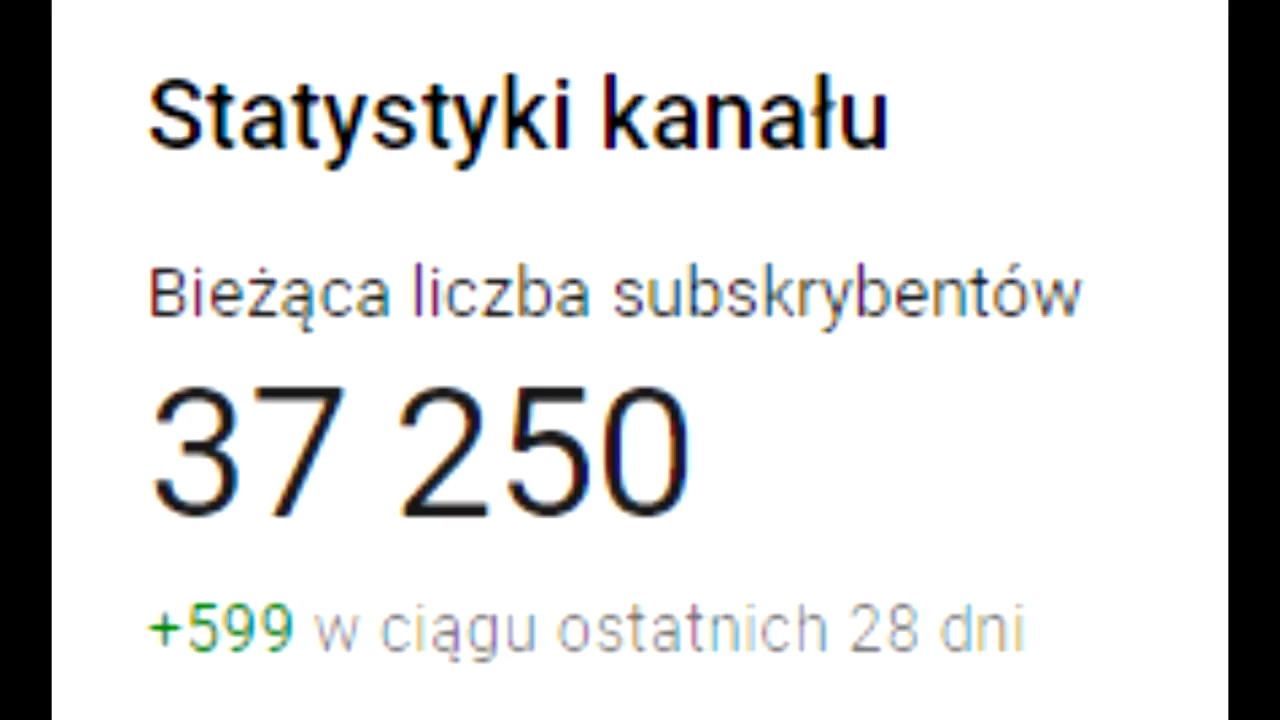 Statystyki kanału
Bieżąca liczba subskrybentów
37 250
+599 w ciągu ostatnich 28 dni